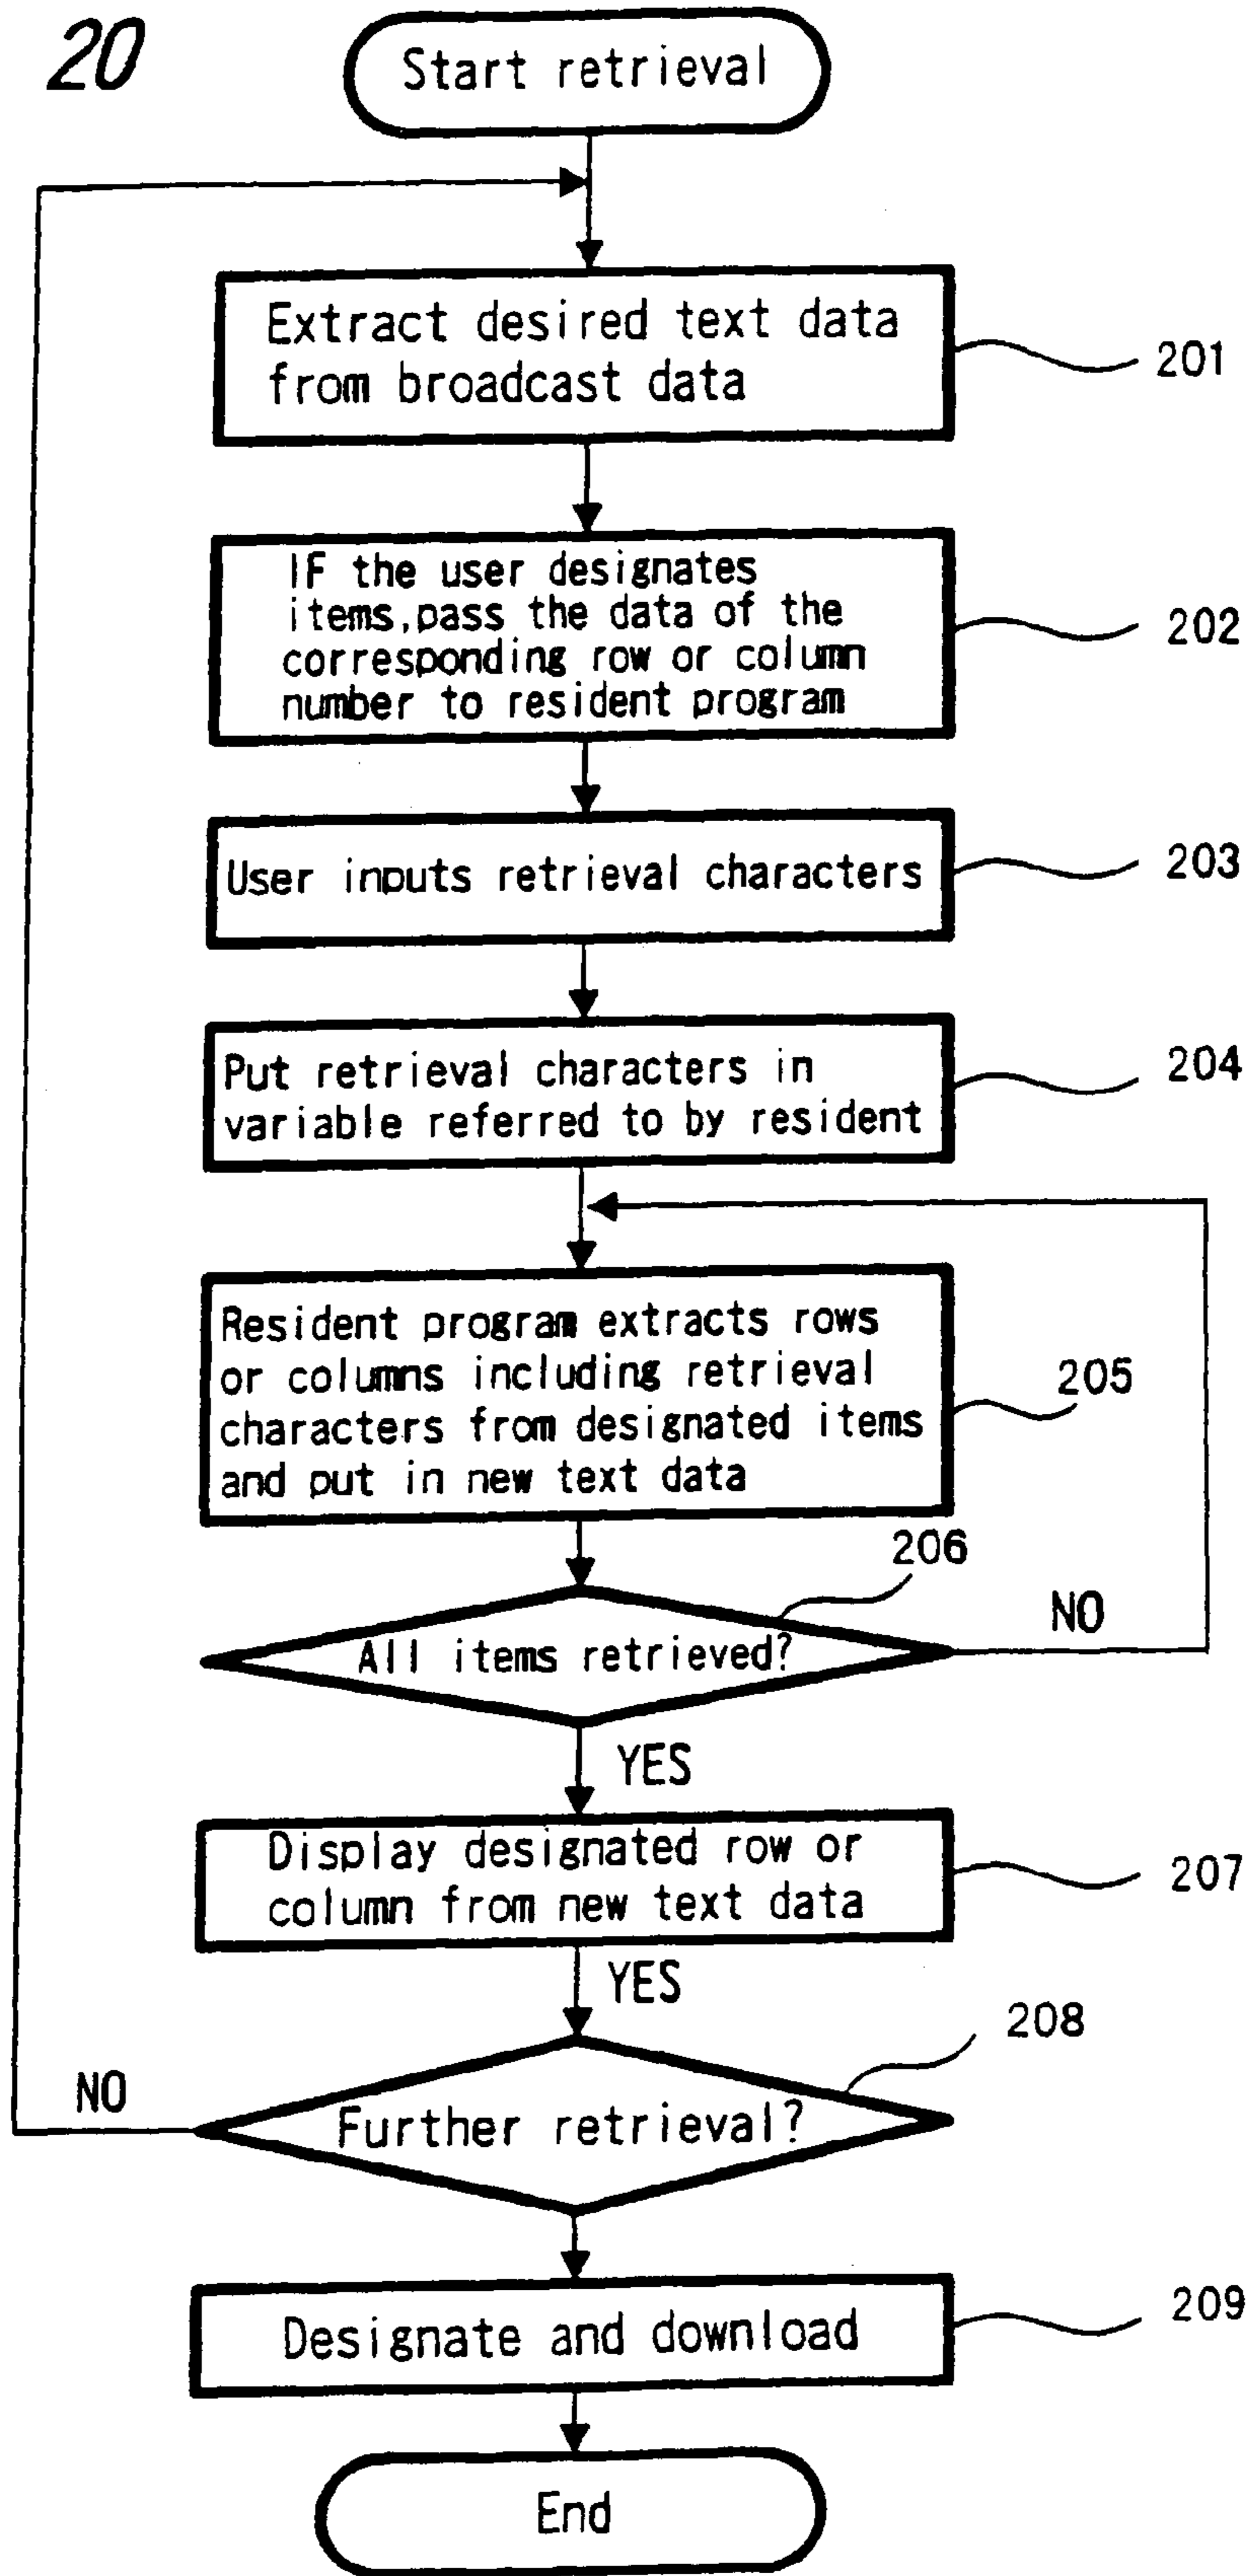 20
Start retrieval
Extract desired text data
from broadcast data
201
IF the user designates
items,pass the data of the
corresponding row or column
number to resident program
202
User inputs retrieval characters
203
Put retrieval characters in
variable referred to by resident
204
Resident program extracts rows
or columns including retrieval
characters from designated items
and put in new text data
205
206
All items retrieved?
NO
YES
Display designated row or
column from new text data
207
YES
208
NO
Further retrieval?
Designate and download
209
End